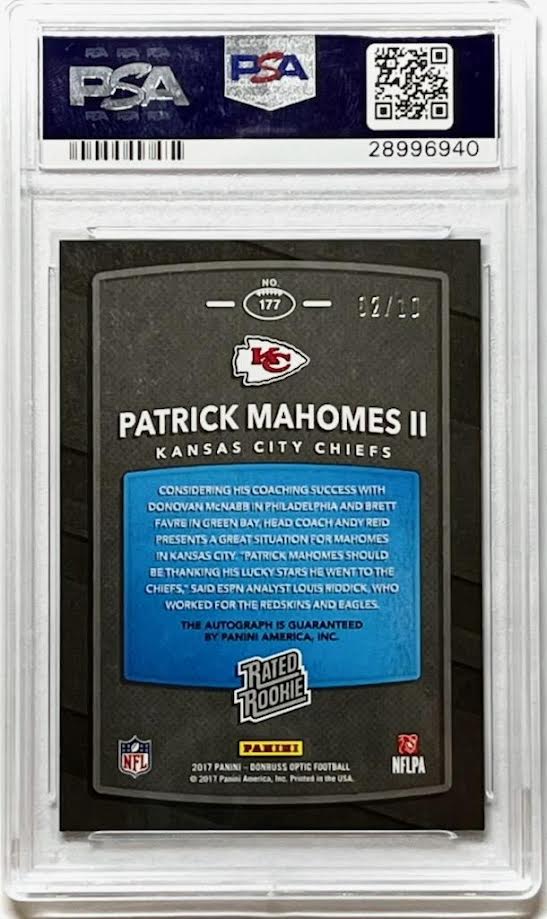 PSA
PSA
28996940
NO.
177
02/10
KC
PATRICK MAHOMES II
KANSAS CITY CHIEFS
CONSIDERING HIS COACHING SUCCESS WITH
DONOVAN McNABB IN PHILADELPHIA AND BRETT
FAVRE IN GREEN BAY, HEAD COACH ANDY REID
PRESENTS A GREAT SITUATION FOR MAHOMES
IN KANSAS CITY. "PATRICK MAHOMES SHOULD
BE THANKING HIS LUCKY STARS HE WENT TO THE
CHIEFS," SAID ESPN ANALYST LOUIS RIDDICK, WHO
WORKED FOR THE REDSKINS AND EAGLES.
THE AUTOGRAPH IS GUARANTEED
BY PANINI AMERICA, INC.
RATED
ROOKIE
NFL
PANINI
NFLPA
2017 PANINI – DONRUSS OPTIC FOOTBALL
© 2017 Panini America, Inc. Printed in the USA.